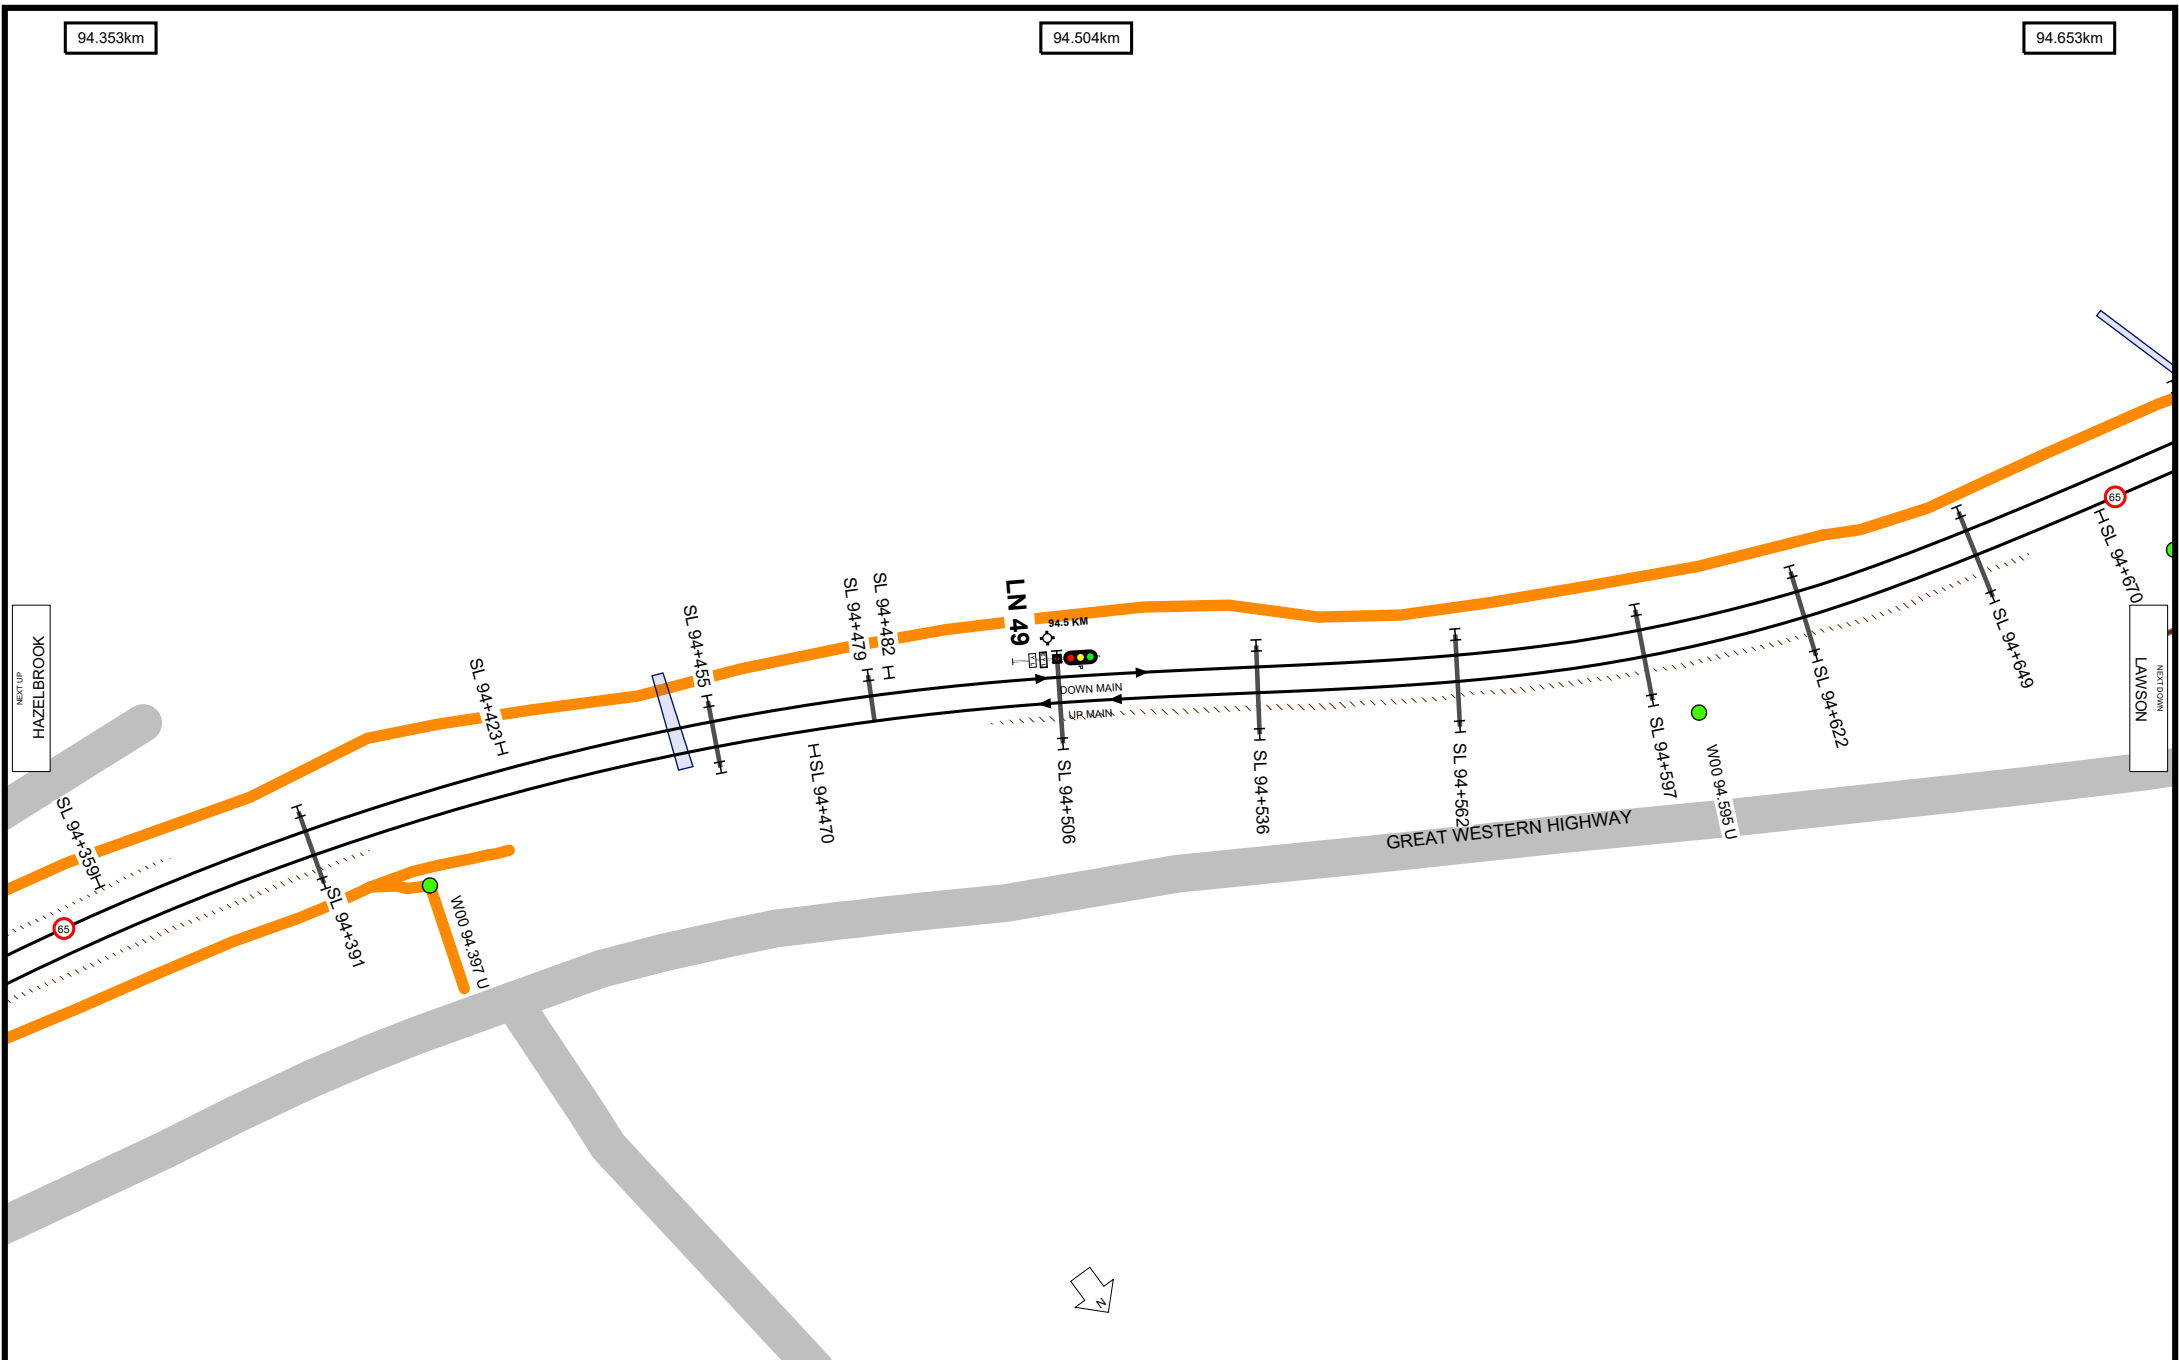 94.353km
94.504km
94.653km
NEXT UP
HAZELBROOK
SL 94+359
65
SL 94+391
W00 94.397 U
SL 94+423
SL 94+455
SL 94+470
SL 94+479
SL 94+482
LN 49
94.5 KM
DOWN MAIN
UP MAIN
SL 94+506
SL 94+536
SL 94+562
GREAT WESTERN HIGHWAY
SL 94+597
W00 94.595 U
SL 94+622
SL 94+649
65
SL 94+670
LAWSON
NEXT DOWN
N